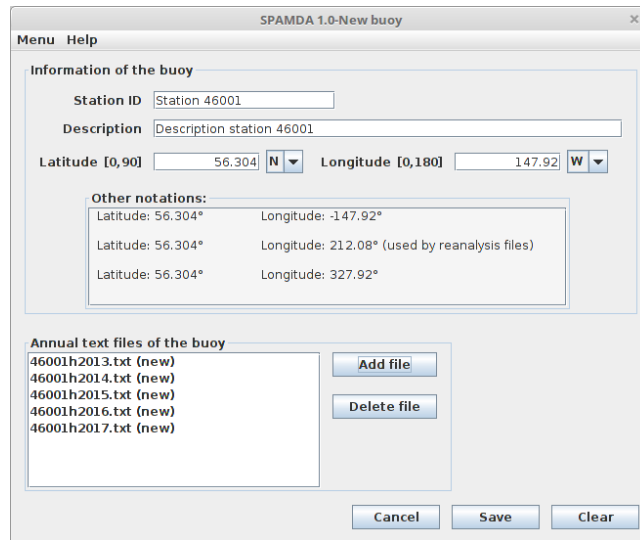 SPAMDA 1.0-New buoy ×
Menu Help
Information of the buoy
Station ID Station 46001
Description Description station 46001
Latitude [0,90] 56.304 N Longitude [0,180] 147.92 W
Other notations:
Latitude: 56.304° Longitude: -147.92°
Latitude: 56.304° Longitude: 212.08° (used by reanalysis files)
Latitude: 56.304° Longitude: 327.92°
Annual text files of the buoy
46001h2013.txt (new)
46001h2014.txt (new)
46001h2015.txt (new)
46001h2016.txt (new)
46001h2017.txt (new)
Add file
Delete file
Cancel Save Clear